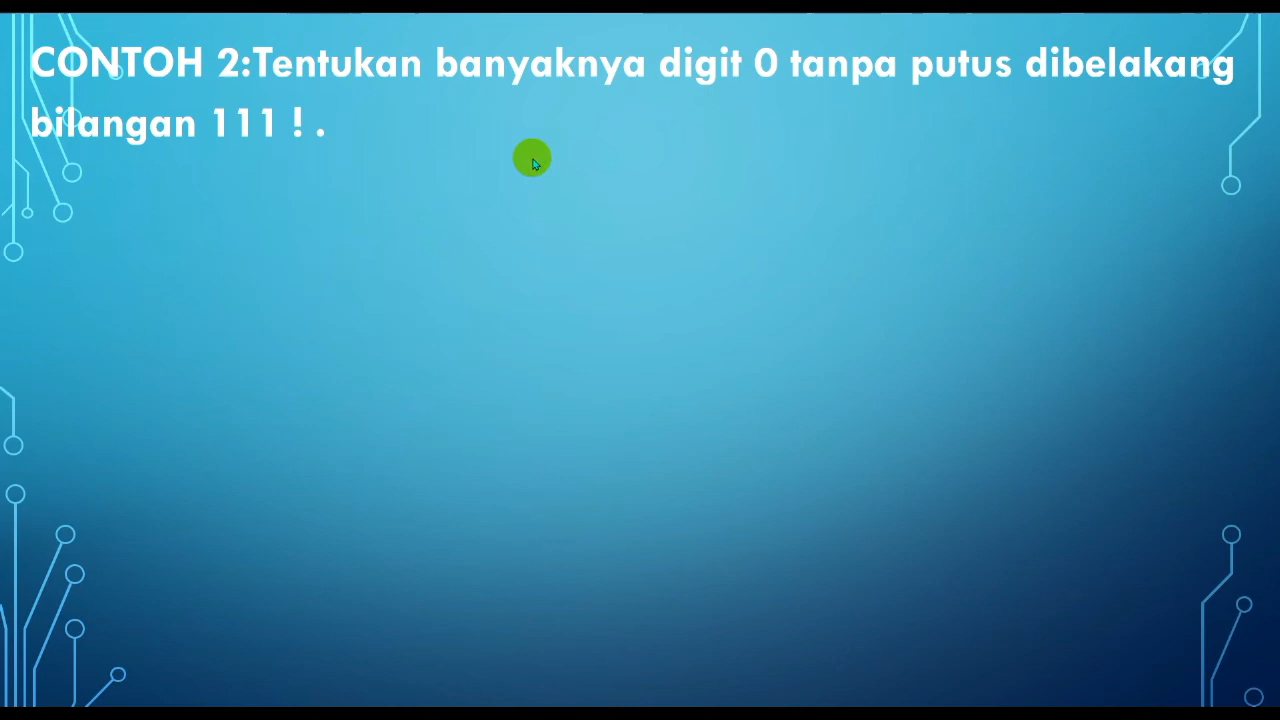 CONTOH 2:Tentukan banyaknya digit 0 tanpa putus dibelakang
bilangan 111 ! .